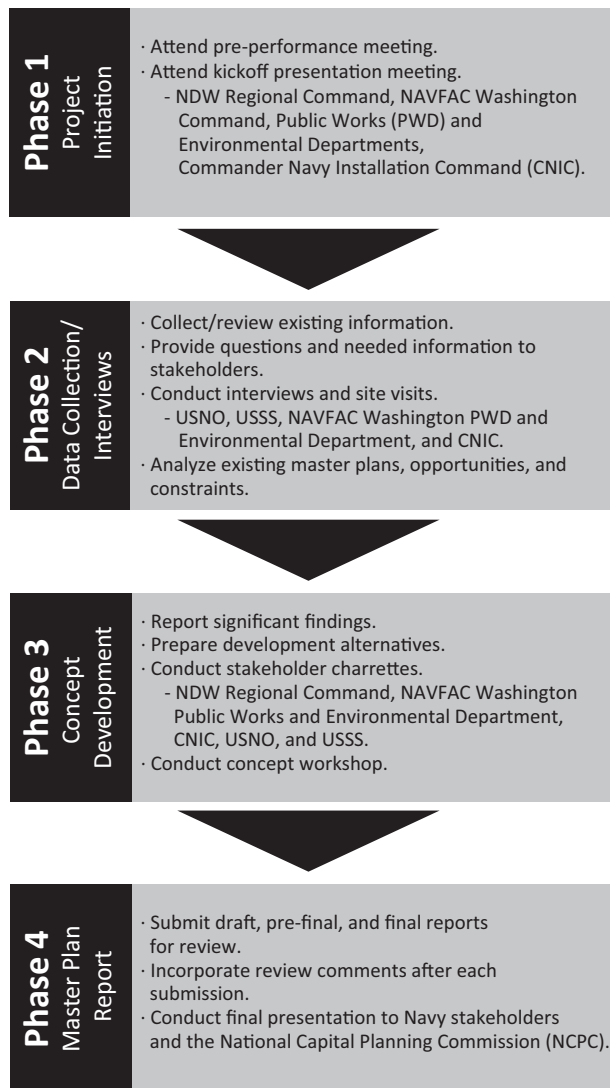 Phase 1
Project
Initiation
· Attend pre-performance meeting.
· Attend kickoff presentation meeting.
- NDW Regional Command, NAVFAC Washington
Command, Public Works (PWD) and
Environmental Departments,
Commander Navy Installation Command (CNIC).
Phase 2
Data Collection/
Interviews
· Collect/review existing information.
· Provide questions and needed information to
stakeholders.
· Conduct interviews and site visits.
- USNO, USSS, NAVFAC Washington PWD and
Environmental Department, and CNIC.
· Analyze existing master plans, opportunities, and
constraints.
Phase 3
Concept
Development
· Report significant findings.
· Prepare development alternatives.
· Conduct stakeholder charrettes.
- NDW Regional Command, NAVFAC Washington
Public Works and Environmental Department,
CNIC, USNO, and USSS.
· Conduct concept workshop.
Phase 4
Master Plan
Report
· Submit draft, pre-final, and final reports
for review.
· Incorporate review comments after each
submission.
· Conduct final presentation to Navy stakeholders
and the National Capital Planning Commission (NCPC).